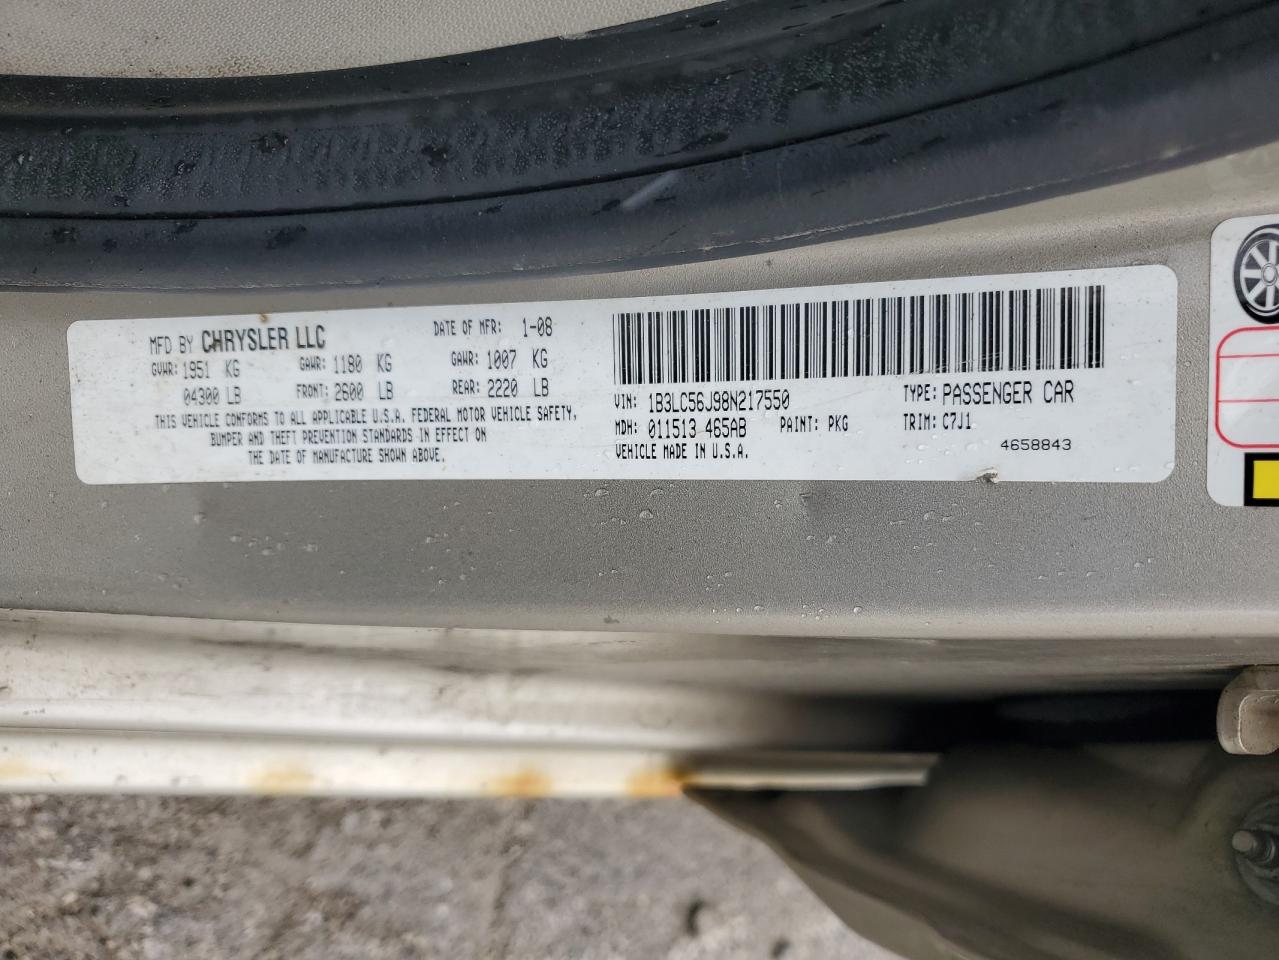 MFD BY CHRYSLER LLC DATE OF MFR: 1-08
GVWR: 1951 KG GAWR: 1180 KG GAWR: 1007 KG
04300 LB FRONT: 2600 LB REAR: 2220 LB
THIS VEHICLE CONFORMS TO ALL APPLICABLE U.S.A. FEDERAL MOTOR VEHICLE SAFETY,
BUMPER AND THEFT PREVENTION STANDARDS IN EFFECT ON
THE DATE OF MANUFACTURE SHOWN ABOVE.
VIN: 1B3LC56J98N217550 TYPE: PASSENGER CAR
MDH: 011513 465AB PAINT: PKG TRIM: C7J1
VEHICLE MADE IN U.S.A. 4658843